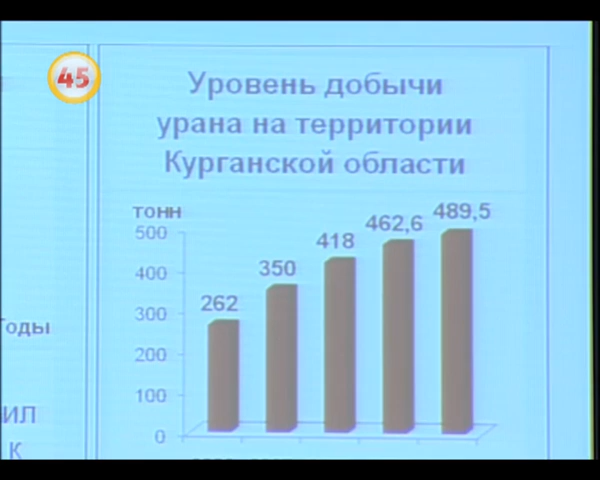 45
Уровень добычи
урана на территории
Курганской области
тонн
500
400
300
200
100
0
262
350
418
462,6
489,5
Годы
ИЛ
К